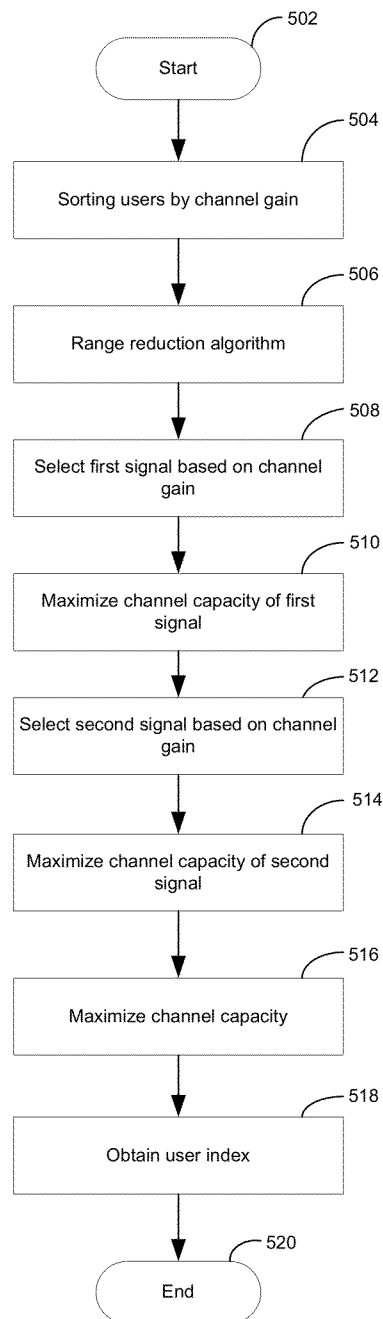 502
Start
504
Sorting users by channel gain
506
Range reduction algorithm
508
Select first signal based on channel
gain
510
Maximize channel capacity of first
signal
512
Select second signal based on channel
gain
514
Maximize channel capacity of second
signal
516
Maximize channel capacity
518
Obtain user index
520
End